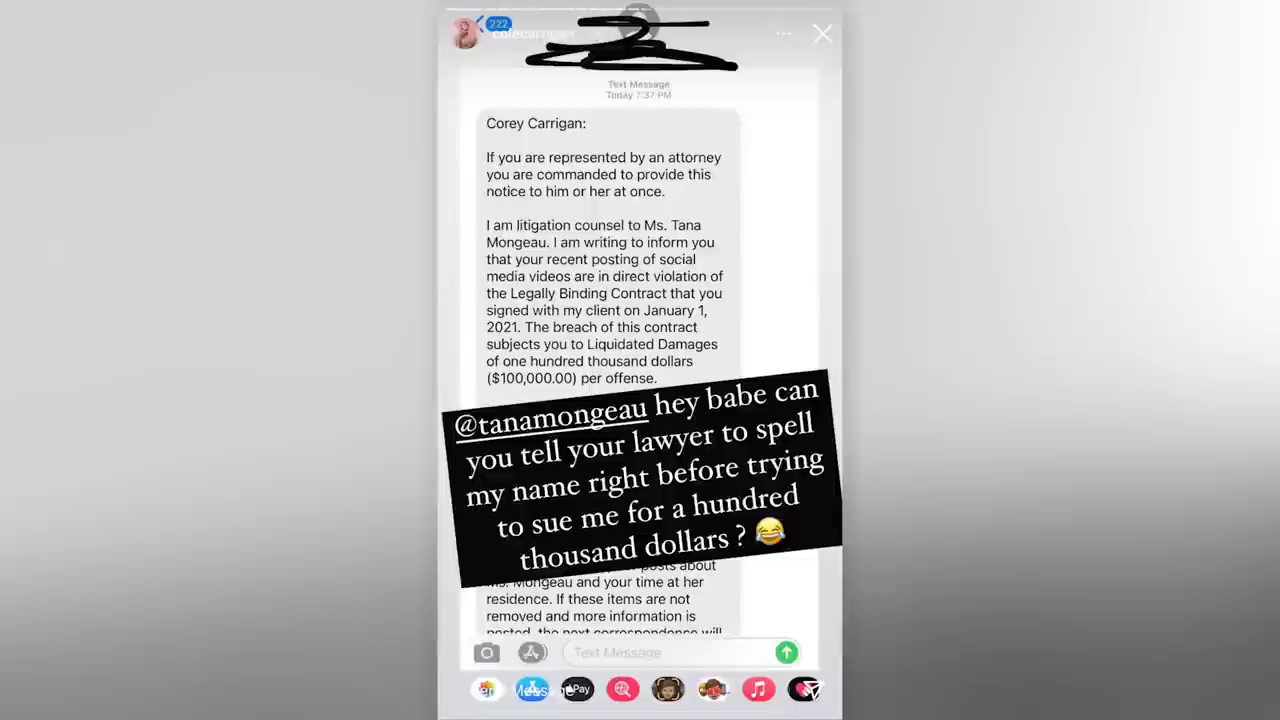 222
colecarrigan
Text Message
Today 7:37 PM
Corey Carrigan:
If you are represented by an attorney
you are commanded to provide this
notice to him or her at once.
I am litigation counsel to Ms. Tana
Mongeau. I am writing to inform you
that your recent posting of social
media videos are in direct violation of
the Legally Binding Contract that you
signed with my client on January 1,
2021. The breach of this contract
subjects you to Liquidated Damages
of one hundred thousand dollars
($100,000.00) per offense.
@tanamongeau hey babe can
you tell your lawyer to spell
my name right before trying
to sue me for a hundred
thousand dollars ? 😂
posts about
Ms. Mongeau and your time at her
residence. If these items are not
removed and more information is
posted, the next correspondence will
Text Message
Pay